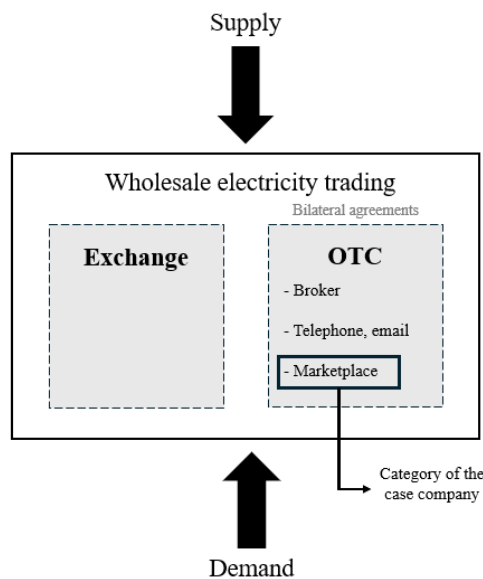 Supply
Wholesale electricity trading
Bilateral agreements
Exchange
OTC
- Broker
- Telephone, email
- Marketplace
Category of the
case company
Demand